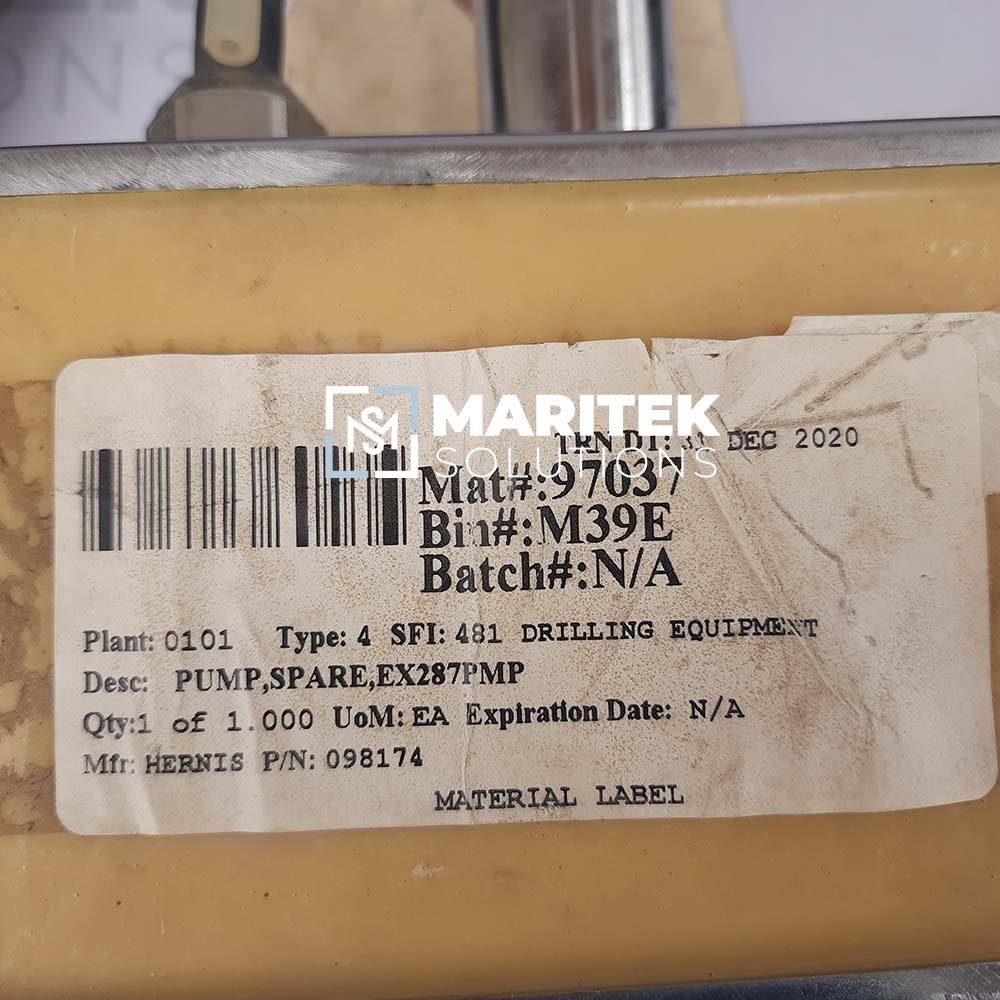 MARITEK
SOLUTIONS
TRN DT: 31 DEC 2020
Mat#:97037
Bin#:M39E
Batch#:N/A
Plant: 0101 Type: 4 SFI: 481 DRILLING EQUIPMENT
Desc: PUMP,SPARE,EX287PMP
Qty:1 of 1.000 UoM: EA Expiration Date: N/A
Mfr: HERNIS P/N: 098174
MATERIAL LABEL